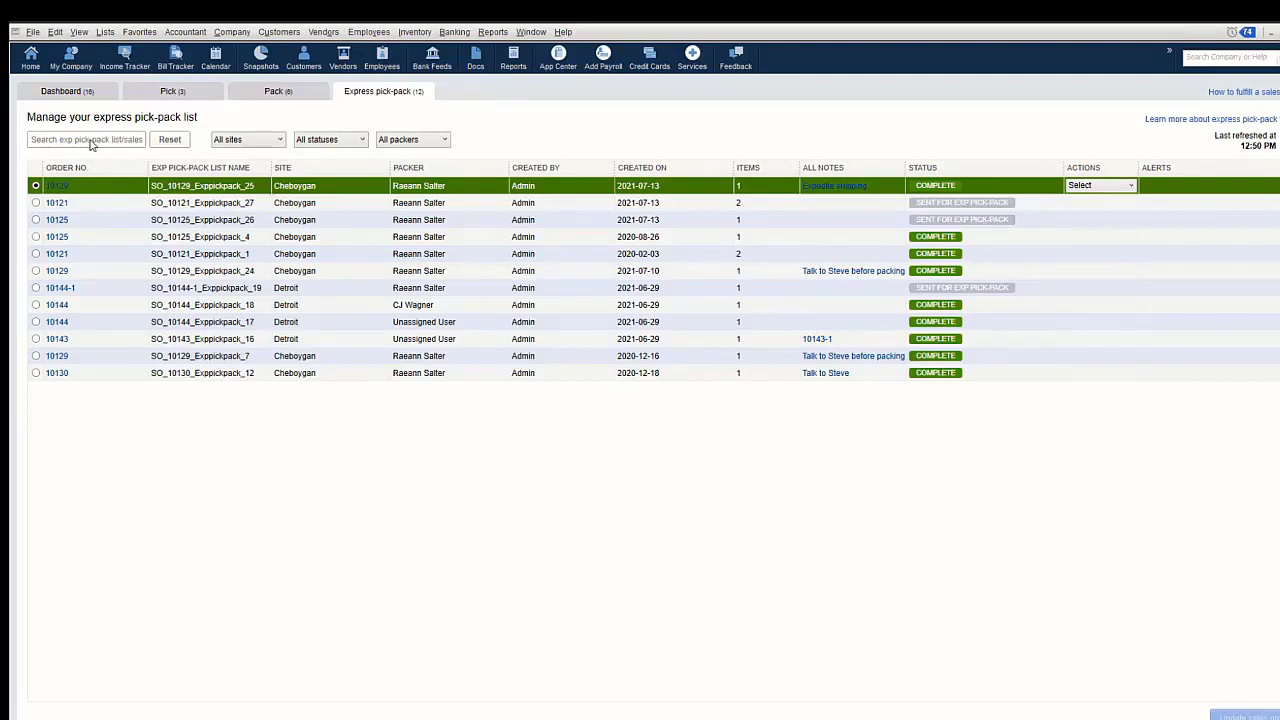 File Edit View Lists Favorites Accountant Company Customers Vendors Employees Inventory Banking Reports Window Help 74
Home My Company Income Tracker Bill Tracker Calendar Snapshots Customers Vendors Employees Bank Feeds Docs Reports App Center Add Payroll Credit Cards Services Feedback » Search Company or Help
Dashboard (16) Pick (3) Pack (6) Express pick-pack (12) How to fulfill a sales
Manage your express pick-pack list Learn more about express pick-pack
Search exp pick-pack list/sales Reset All sites All statuses All packers Last refreshed at
12:50 PM
ORDER NO. EXP PICK-PACK LIST NAME SITE PACKER CREATED BY CREATED ON ITEMS ALL NOTES STATUS ACTIONS ALERTS
10129 SO_10129_Exppickpack_25 Cheboygan Raeann Salter Admin 2021-07-13 1 Expedite shipping COMPLETE Select
10121 SO_10121_Exppickpack_27 Cheboygan Raeann Salter Admin 2021-07-13 2 SENT FOR EXP PICK-PACK
10125 SO_10125_Exppickpack_26 Cheboygan Raeann Salter Admin 2021-07-13 1 SENT FOR EXP PICK-PACK
10125 SO_10125_Exppickpack_4 Cheboygan Raeann Salter Admin 2020-08-26 1 COMPLETE
10121 SO_10121_Exppickpack_1 Cheboygan Raeann Salter Admin 2020-02-03 2 COMPLETE
10129 SO_10129_Exppickpack_24 Cheboygan Raeann Salter Admin 2021-07-10 1 Talk to Steve before packing COMPLETE
10144-1 SO_10144-1_Exppickpack_19 Detroit Raeann Salter Admin 2021-06-29 1 SENT FOR EXP PICK-PACK
10144 SO_10144_Exppickpack_18 Detroit CJ Wagner Admin 2021-06-29 1 COMPLETE
10144 SO_10144_Exppickpack_17 Detroit Unassigned User Admin 2021-06-29 1 COMPLETE
10143 SO_10143_Exppickpack_16 Detroit Unassigned User Admin 2021-06-29 1 10143-1 COMPLETE
10129 SO_10129_Exppickpack_7 Cheboygan Raeann Salter Admin 2020-12-16 1 Talk to Steve before packing COMPLETE
10130 SO_10130_Exppickpack_12 Cheboygan Raeann Salter Admin 2020-12-18 1 Talk to Steve COMPLETE